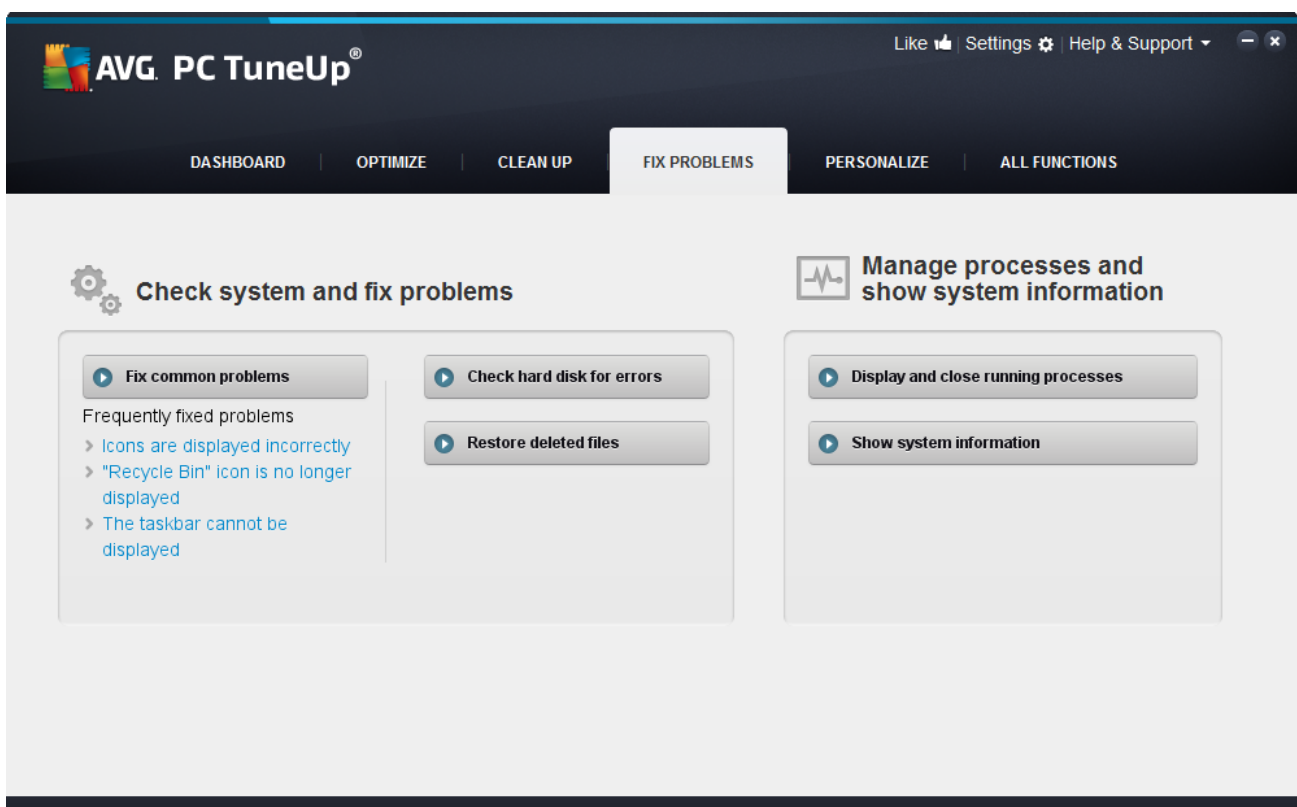 Like | Settings | Help & Support
AVG. PC TuneUp®
DASHBOARD
OPTIMIZE
CLEAN UP
FIX PROBLEMS
PERSONALIZE
ALL FUNCTIONS
Check system and fix problems
Fix common problems
Frequently fixed problems
Icons are displayed incorrectly
"Recycle Bin" icon is no longer
displayed
The taskbar cannot be
displayed
Check hard disk for errors
Restore deleted files
Manage processes and
show system information
Display and close running processes
Show system information